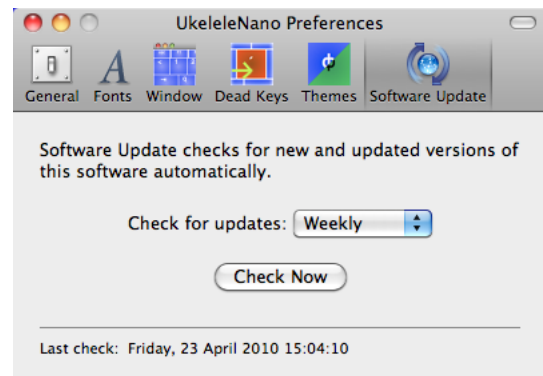 UkeleleNano Preferences
General Fonts Window Dead Keys Themes Software Update
Software Update checks for new and updated versions of
this software automatically.
Check for updates: Weekly
Check Now
Last check: Friday, 23 April 2010 15:04:10